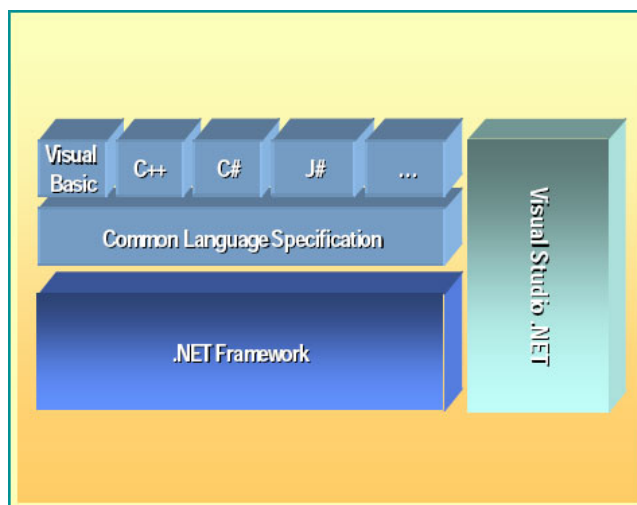 Visual
Basic
C++
C#
J#
...
Common Language Specification
.NET Framework
Visual Studio .NET